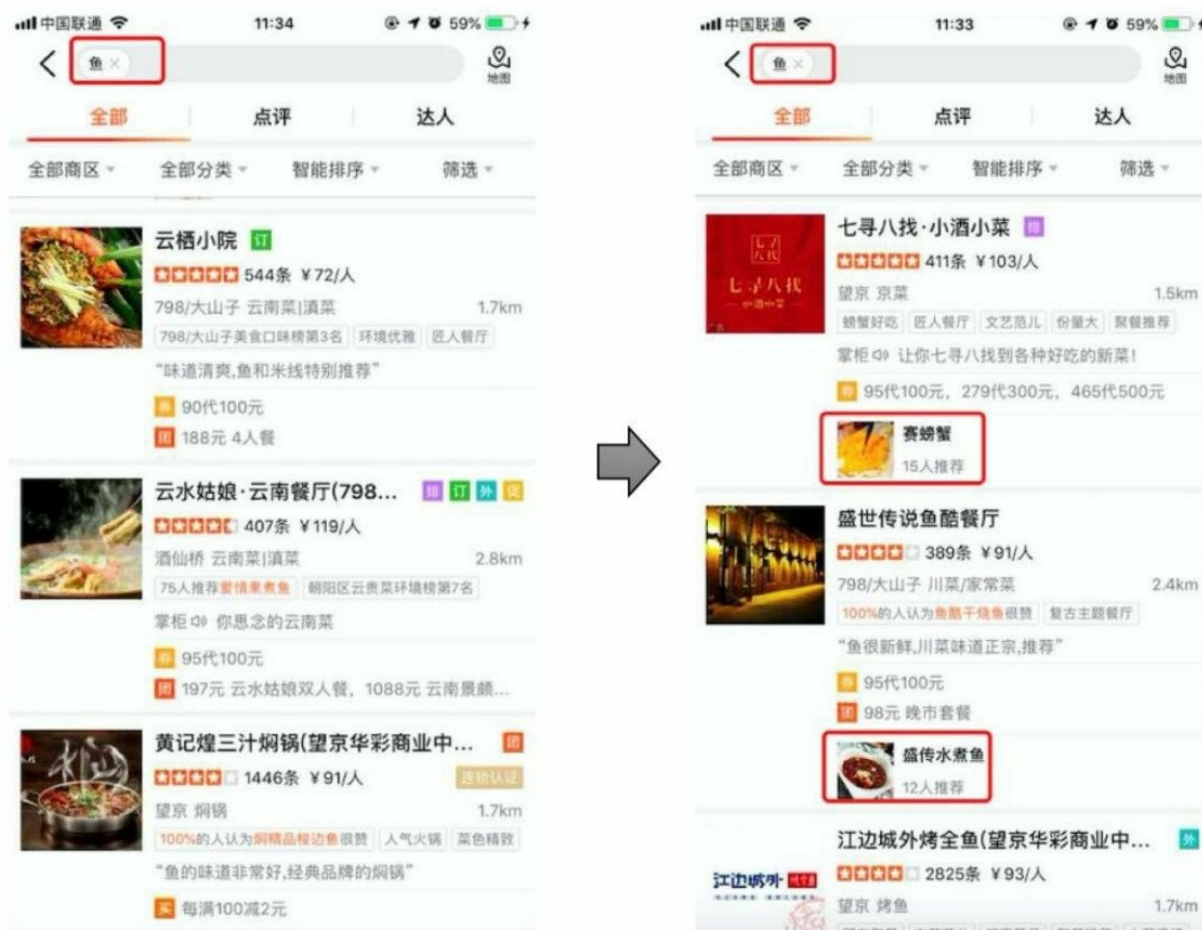 中国联通
11:34
59%
鱼 ×
地图
全部
点评
达人
全部商区
全部分类
智能排序
筛选
云栖小院 订
544条 ¥72/人
798/大山子 云南菜|滇菜
1.7km
798/大山子美食口味榜第3名 环境优雅 匠人餐厅
“味道清爽,鱼和米线特别推荐”
券 90代100元
团 188元 4人餐
云水姑娘·云南餐厅(798... 排 订 外 促
407条 ¥119/人
酒仙桥 云南菜|滇菜
2.8km
75人推荐爱情果煮鱼 朝阳区云贵菜环境榜第7名
掌柜 你思念的云南菜
券 95代100元
团 197元 云水姑娘双人餐, 1088元 云南景颇...
黄记煌三汁焖锅(望京华彩商业中... 团
1446条 ¥91/人
连锁认证
望京 焖锅
1.7km
100%的人认为焖精品梭边鱼很赞 人气火锅 菜色精致
“鱼的味道非常好,经典品牌的焖锅”
买 每满100减2元
中国联通
11:33
59%
鱼 ×
地图
全部
点评
达人
全部商区
全部分类
智能排序
筛选
七寻八找
小酒小菜
广告
七寻八找·小酒小菜 排
411条 ¥103/人
望京 京菜
1.5km
螃蟹好吃 匠人餐厅 文艺范儿 份量大 聚餐推荐
掌柜 让你七寻八找到各种好吃的新菜!
券 95代100元, 279代300元, 465代500元
赛螃蟹
15人推荐
盛世传说鱼酷餐厅
389条 ¥91/人
798/大山子 川菜/家常菜
2.4km
100%的人认为鱼酷干烧鱼很赞 复古主题餐厅
“鱼很新鲜,川菜味道正宗,推荐”
券 95代100元
团 98元 晚市套餐
盛传水煮鱼
12人推荐
江边城外
江边城外烤全鱼(望京华彩商业中... 外
2825条 ¥93/人
望京 烤鱼
1.7km